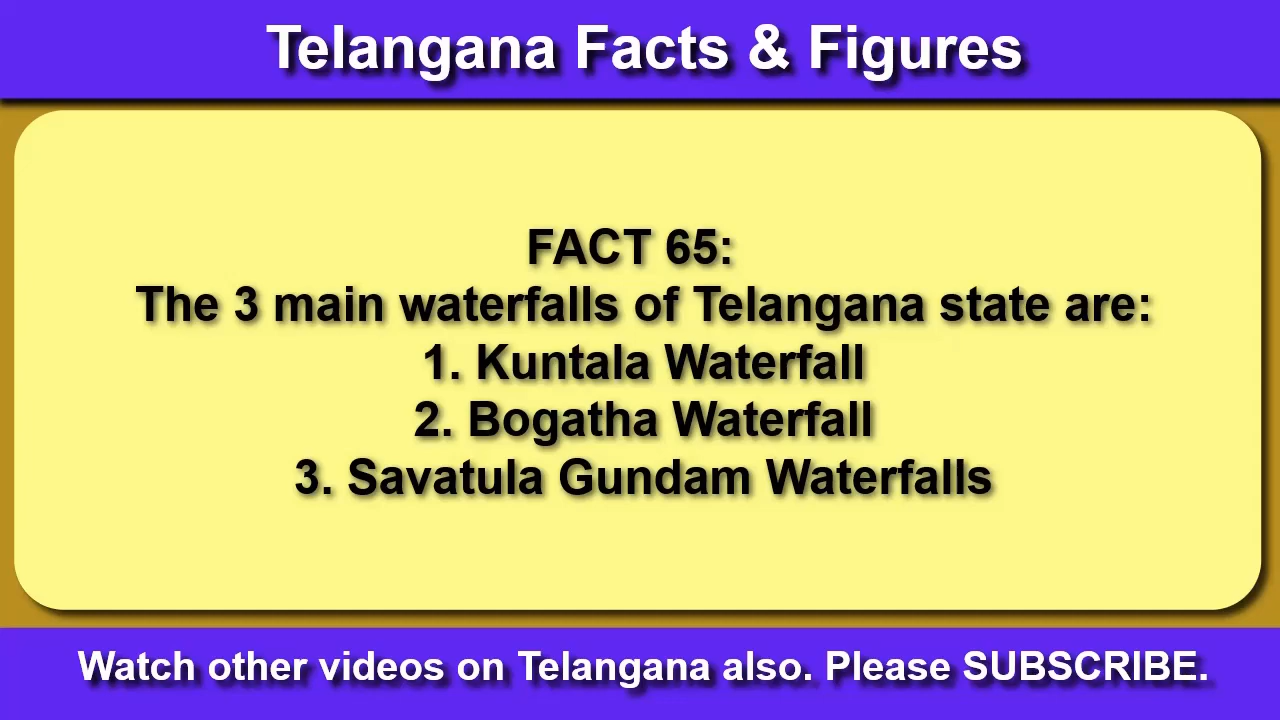 Telangana Facts & Figures
FACT 65:
The 3 main waterfalls of Telangana state are:
1. Kuntala Waterfall
2. Bogatha Waterfall
3. Savatula Gundam Waterfalls
Watch other videos on Telangana also. Please SUBSCRIBE.